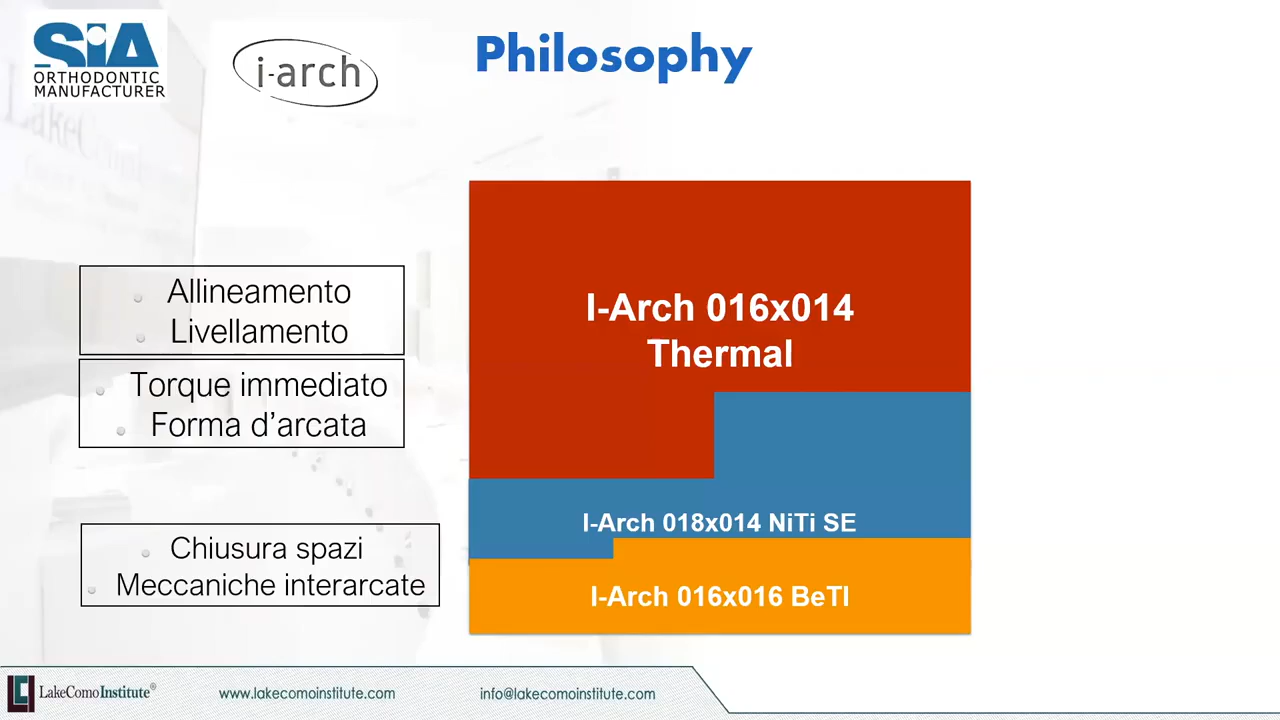 SiA
ORTHODONTIC
MANUFACTURER
i-arch
Philosophy
Allineamento
Livellamento
Torque immediato
Forma d'arcata
Chiusura spazi
Meccaniche interarcate
I-Arch 016x014
Thermal
I-Arch 018x014 NiTi SE
I-Arch 016x016 BeTI
LakeComoInstitute®
www.lakecomoinstitute.com
info@lakecomoinstitute.com